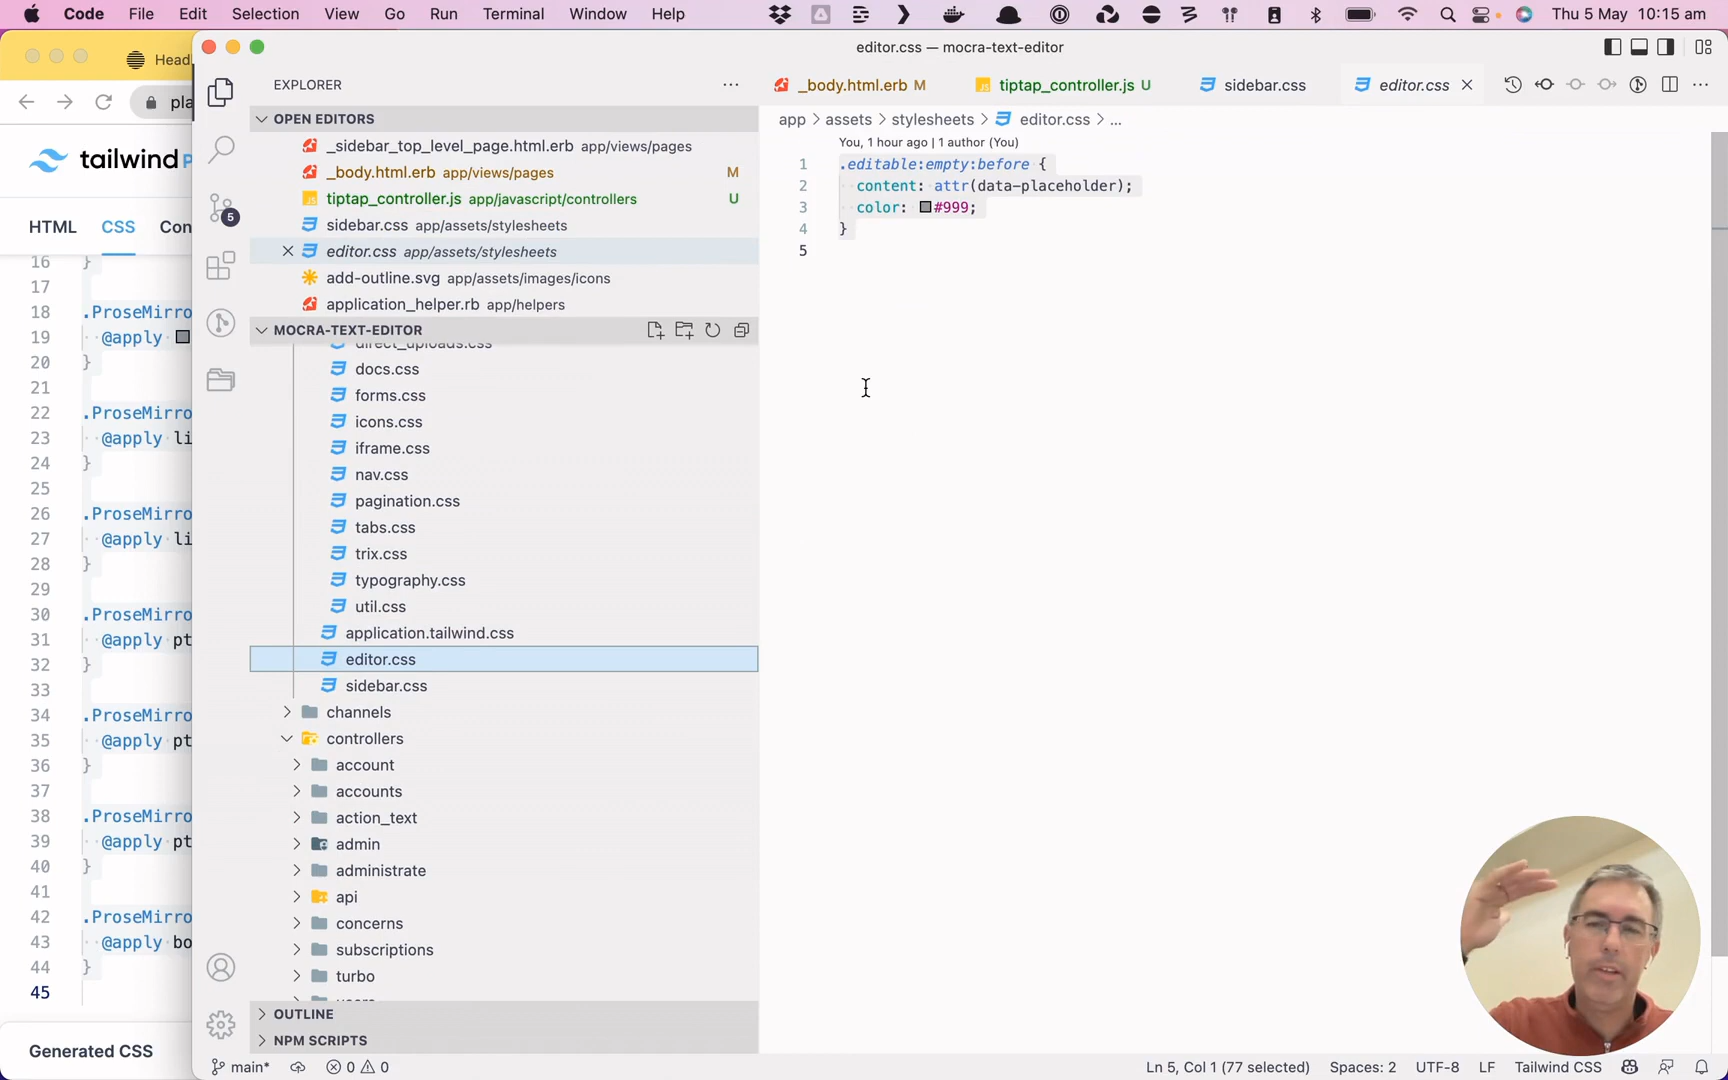 Code File Edit Selection View Go Run Terminal Window Help
Thu 5 May 10:15 am
Head
pla
tailwind
HTML CSS Con
16 }
17
18 .ProseMirro
19 @apply
20 }
21
22 .ProseMirro
23 @apply li
24 }
25
26 .ProseMirro
27 @apply li
28 }
29
30 .ProseMirro
31 @apply pt
32 }
33
34 .ProseMirro
35 @apply pt
36 }
37
38 .ProseMirro
39 @apply pt
40 }
41
42 .ProseMirro
43 @apply bo
44 }
45
Generated CSS
editor.css — mocra-text-editor
EXPLORER
OPEN EDITORS
_sidebar_top_level_page.html.erb app/views/pages
_body.html.erb app/views/pages M
tiptap_controller.js app/javascript/controllers U
sidebar.css app/assets/stylesheets
editor.css app/assets/stylesheets
add-outline.svg app/assets/images/icons
application_helper.rb app/helpers
MOCRA-TEXT-EDITOR
direct_uploads.css
docs.css
forms.css
icons.css
iframe.css
nav.css
pagination.css
tabs.css
trix.css
typography.css
util.css
application.tailwind.css
editor.css
sidebar.css
channels
controllers
account
accounts
action_text
admin
administrate
api
concerns
subscriptions
turbo
OUTLINE
NPM SCRIPTS
5
_body.html.erb M
tiptap_controller.js U
sidebar.css
editor.css
app > assets > stylesheets > editor.css > ...
You, 1 hour ago | 1 author (You)
1 .editable:empty:before {
2 content: attr(data-placeholder);
3 color: #999;
4 }
5
main* 0 0
Ln 5, Col 1 (77 selected) Spaces: 2 UTF-8 LF Tailwind CSS